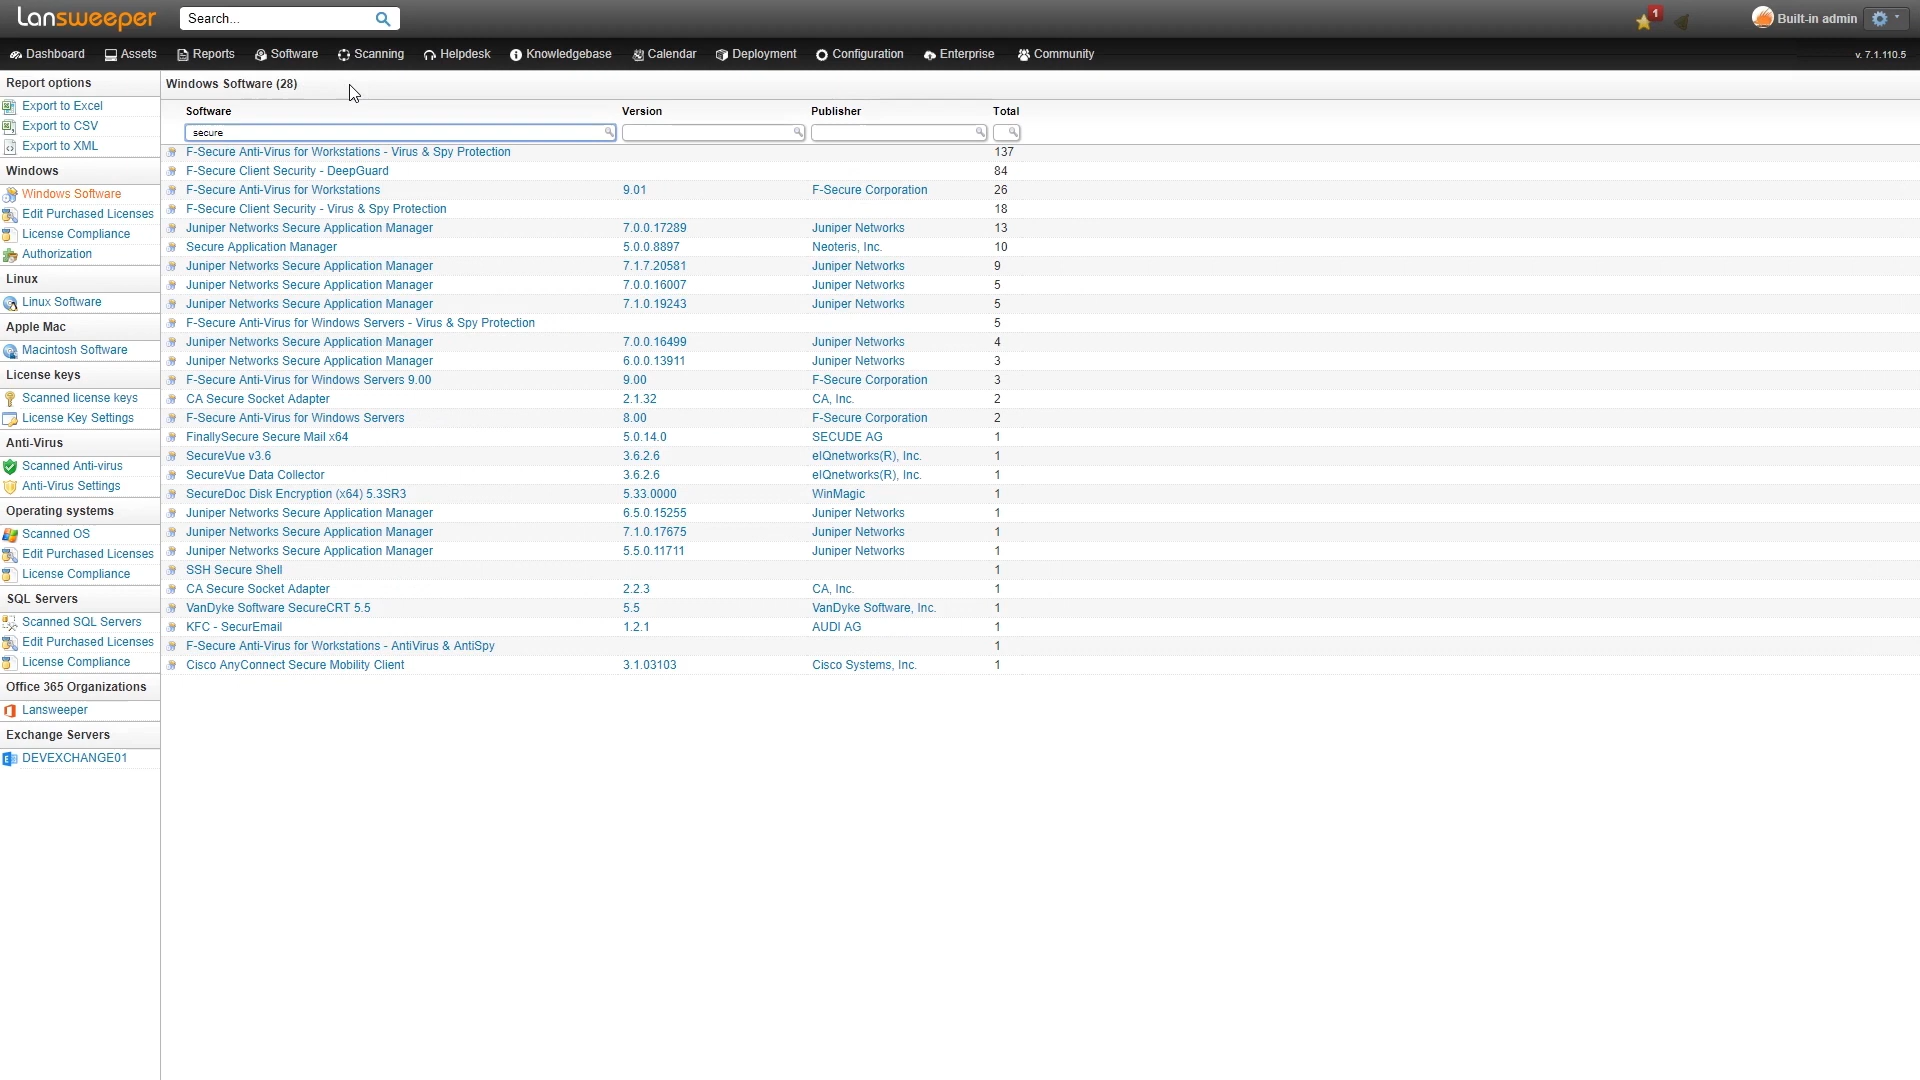 Lansweeper
Search...
1
Built-in admin
Dashboard Assets Reports Software Scanning Helpdesk Knowledgebase Calendar Deployment Configuration Enterprise Community
v. 7.1.110.5
Report options
Export to Excel
Export to CSV
Export to XML
Windows
Windows Software
Edit Purchased Licenses
License Compliance
Authorization
Linux
Linux Software
Apple Mac
Macintosh Software
License keys
Scanned license keys
License Key Settings
Anti-Virus
Scanned Anti-virus
Anti-Virus Settings
Operating systems
Scanned OS
Edit Purchased Licenses
License Compliance
SQL Servers
Scanned SQL Servers
Edit Purchased Licenses
License Compliance
Office 365 Organizations
Lansweeper
Exchange Servers
DEVEXCHANGE01
Windows Software (28)
Software Version Publisher Total
secure
F-Secure Anti-Virus for Workstations - Virus & Spy Protection 137
F-Secure Client Security - DeepGuard 84
F-Secure Anti-Virus for Workstations 9.01 F-Secure Corporation 26
F-Secure Client Security - Virus & Spy Protection 18
Juniper Networks Secure Application Manager 7.0.0.17289 Juniper Networks 13
Secure Application Manager 5.0.0.8897 Neoteris, Inc. 10
Juniper Networks Secure Application Manager 7.1.7.20581 Juniper Networks 9
Juniper Networks Secure Application Manager 7.0.0.16007 Juniper Networks 5
Juniper Networks Secure Application Manager 7.1.0.19243 Juniper Networks 5
F-Secure Anti-Virus for Windows Servers - Virus & Spy Protection 5
Juniper Networks Secure Application Manager 7.0.0.16499 Juniper Networks 4
Juniper Networks Secure Application Manager 6.0.0.13911 Juniper Networks 3
F-Secure Anti-Virus for Windows Servers 9.00 9.00 F-Secure Corporation 3
CA Secure Socket Adapter 2.1.32 CA, Inc. 2
F-Secure Anti-Virus for Windows Servers 8.00 F-Secure Corporation 2
FinallySecure Secure Mail x64 5.0.14.0 SECUDE AG 1
SecureVue v3.6 3.6.2.6 eIQnetworks(R), Inc. 1
SecureVue Data Collector 3.6.2.6 eIQnetworks(R), Inc. 1
SecureDoc Disk Encryption (x64) 5.3SR3 5.33.0000 WinMagic 1
Juniper Networks Secure Application Manager 6.5.0.15255 Juniper Networks 1
Juniper Networks Secure Application Manager 7.1.0.17675 Juniper Networks 1
Juniper Networks Secure Application Manager 5.5.0.11711 Juniper Networks 1
SSH Secure Shell 1
CA Secure Socket Adapter 2.2.3 CA, Inc. 1
VanDyke Software SecureCRT 5.5 5.5 VanDyke Software, Inc. 1
KFC - SecurEmail 1.2.1 AUDI AG 1
F-Secure Anti-Virus for Workstations - AntiVirus & AntiSpy 1
Cisco AnyConnect Secure Mobility Client 3.1.03103 Cisco Systems, Inc. 1